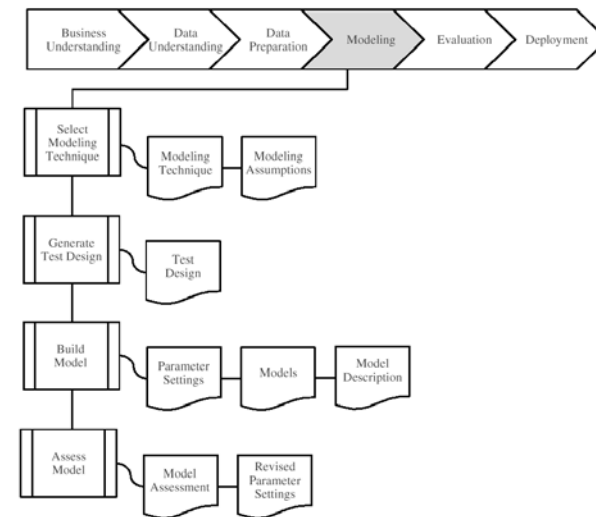 Business
Understanding
Data
Understanding
Data
Preparation
Modeling
Evaluation
Deployment
Select
Modeling
Technique
Modeling
Technique
Modeling
Assumptions
Generate
Test Design
Test
Design
Build
Model
Parameter
Settings
Models
Model
Description
Assess
Model
Model
Assessment
Revised
Parameter
Settings